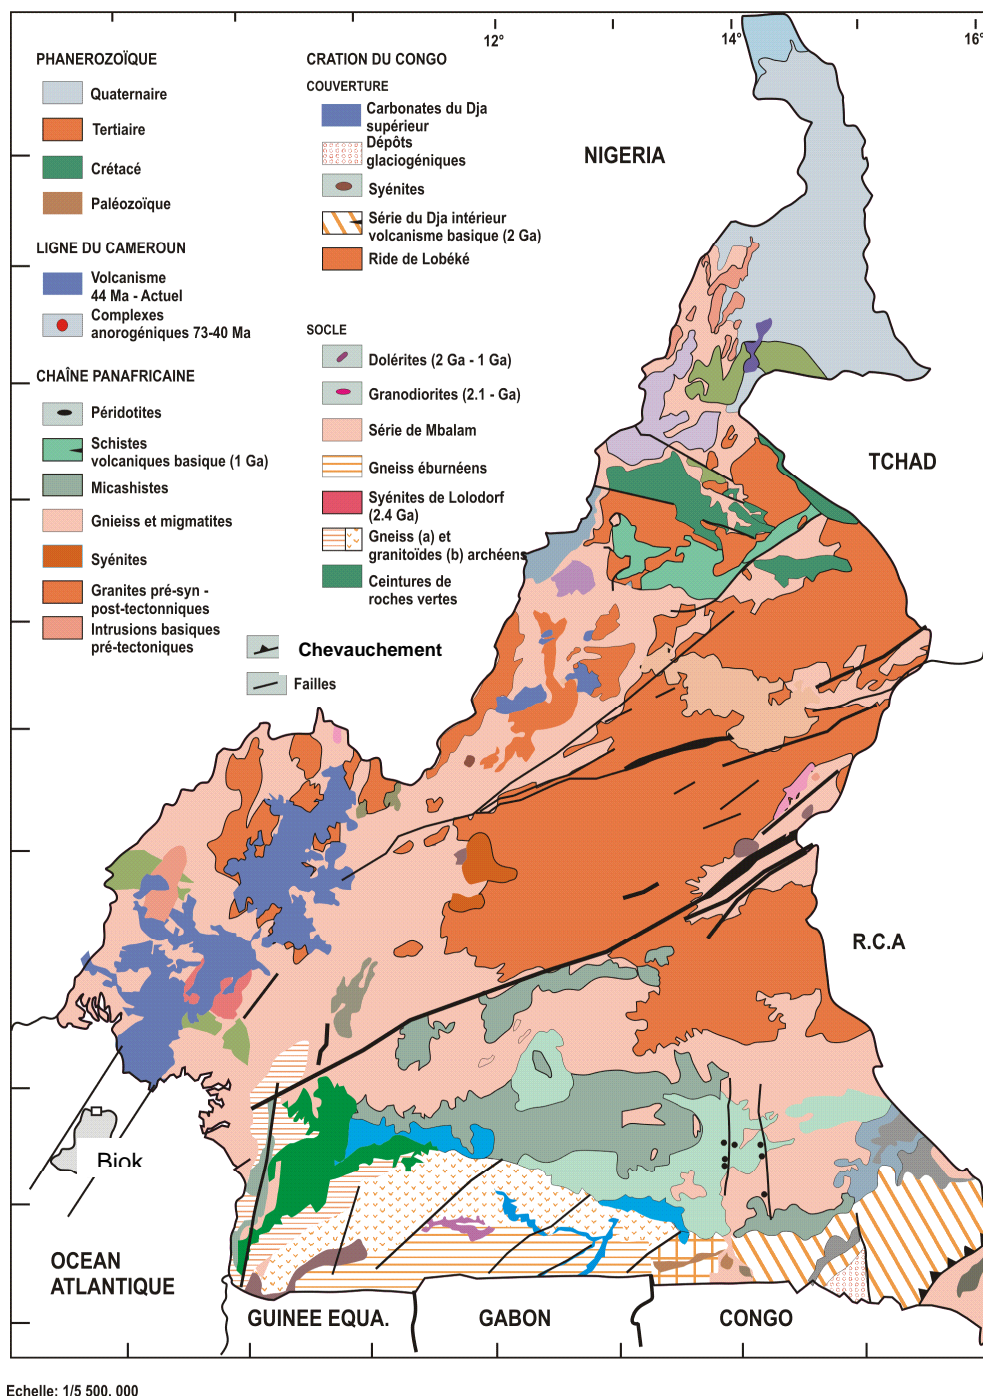 12°
14°
16°
PHANEROZOÏQUE
Quaternaire
Tertiaire
Crétacé
Paléozoïque
LIGNE DU CAMEROUN
Volcanisme
44 Ma - Actuel
Complexes
anorogéniques 73-40 Ma
CHAÎNE PANAFRICAINE
Péridotites
Schistes
volcaniques basique (1 Ga)
Micashistes
Gnieiss et migmatites
Syénites
Granites pré-syn -
post-tectonniques
Intrusions basiques
pré-tectoniques
CRATION DU CONGO
COUVERTURE
Carbonates du Dja
supérieur
Dépôts
glaciogéniques
Syénites
Série du Dja intérieur
volcanisme basique (2 Ga)
Ride de Lobéké
SOCLE
Dolérites (2 Ga - 1 Ga)
Granodiorites (2.1 - Ga)
Série de Mbalam
Gneiss éburnéens
Syénites de Lolodorf
(2.4 Ga)
Gneiss (a) et
granitoïdes (b) archéens
Ceintures de
roches vertes
Chevauchement
Failles
NIGERIA
TCHAD
R.C.A
Biok
OCEAN
ATLANTIQUE
GUINEE EQUA.
GABON
CONGO
Echelle: 1/5 500, 000